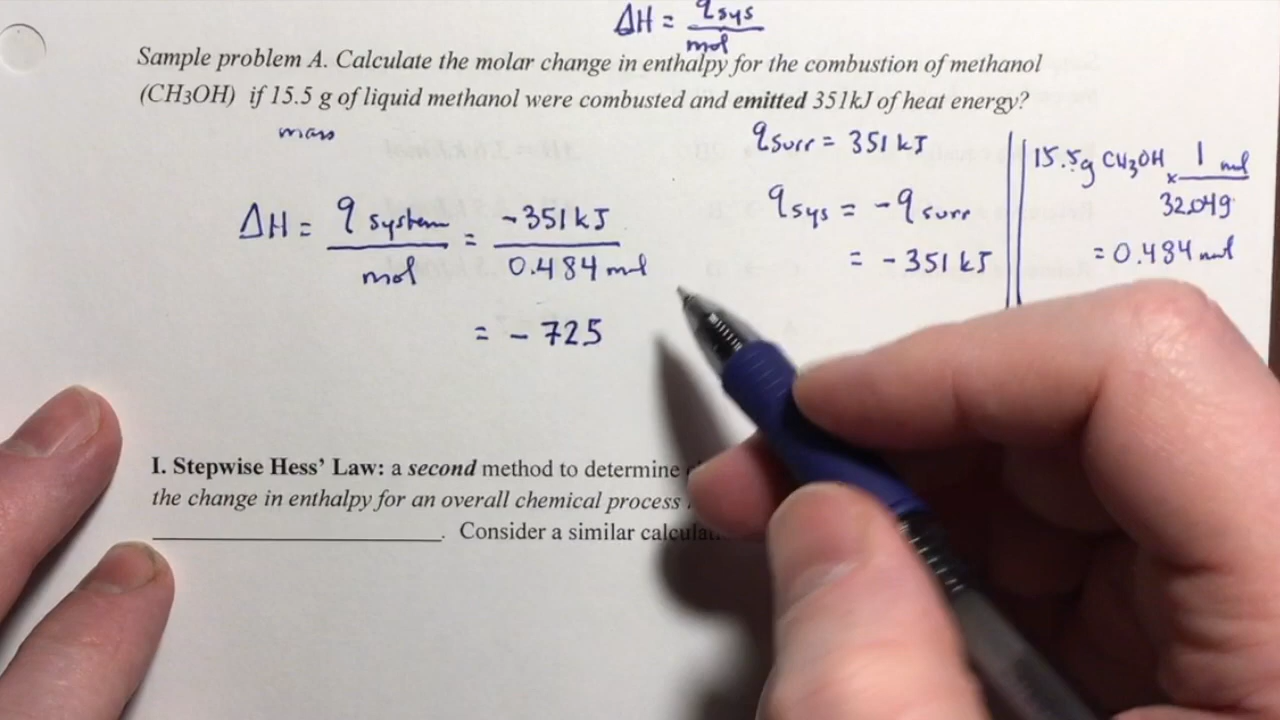 ΔH = qsys/mol
Sample problem A. Calculate the molar change in enthalpy for the combustion of methanol
(CH3OH) if 15.5 g of liquid methanol were combusted and emitted 351kJ of heat energy?
mass
qsurr = 351 kJ
qsys = -qsurr
= -351 kJ
15.5g CH3OH x 1 mol
32.04g
= 0.484 mol
ΔH = q system/mol = -351 kJ/0.484 mol
= - 725
I. Stepwise Hess' Law: a second method to determine
the change in enthalpy for an overall chemical process
____________________. Consider a similar